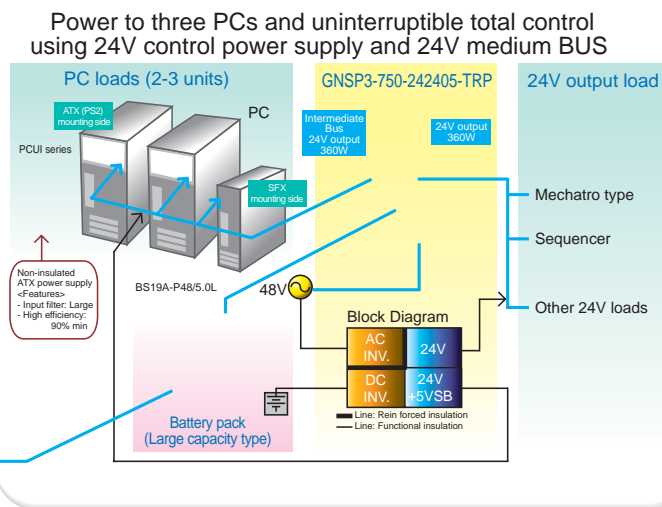 Power to three PCs and uninterruptible total control
using 24V control power supply and 24V medium BUS
PC loads (2-3 units)
GNSP3-750-242405-TRP
24V output load
ATX (PS2)
mounting side
PC
PCUI series
Intermediate
Bus
24V output
360W
24V output
360W
SFX
mounting side
Mechatro type
Sequencer
Other 24V loads
Non-insulated
ATX power supply
<Features>
- Input filter: Large
- High efficiency:
90% min
BS19A-P48/5.0L
48V
Block Diagram
AC
INV.
24V
DC
INV.
24V
+5VSB
Line: Rein forced insulation
Line: Functional insulation
Battery pack
(Large capacity type)